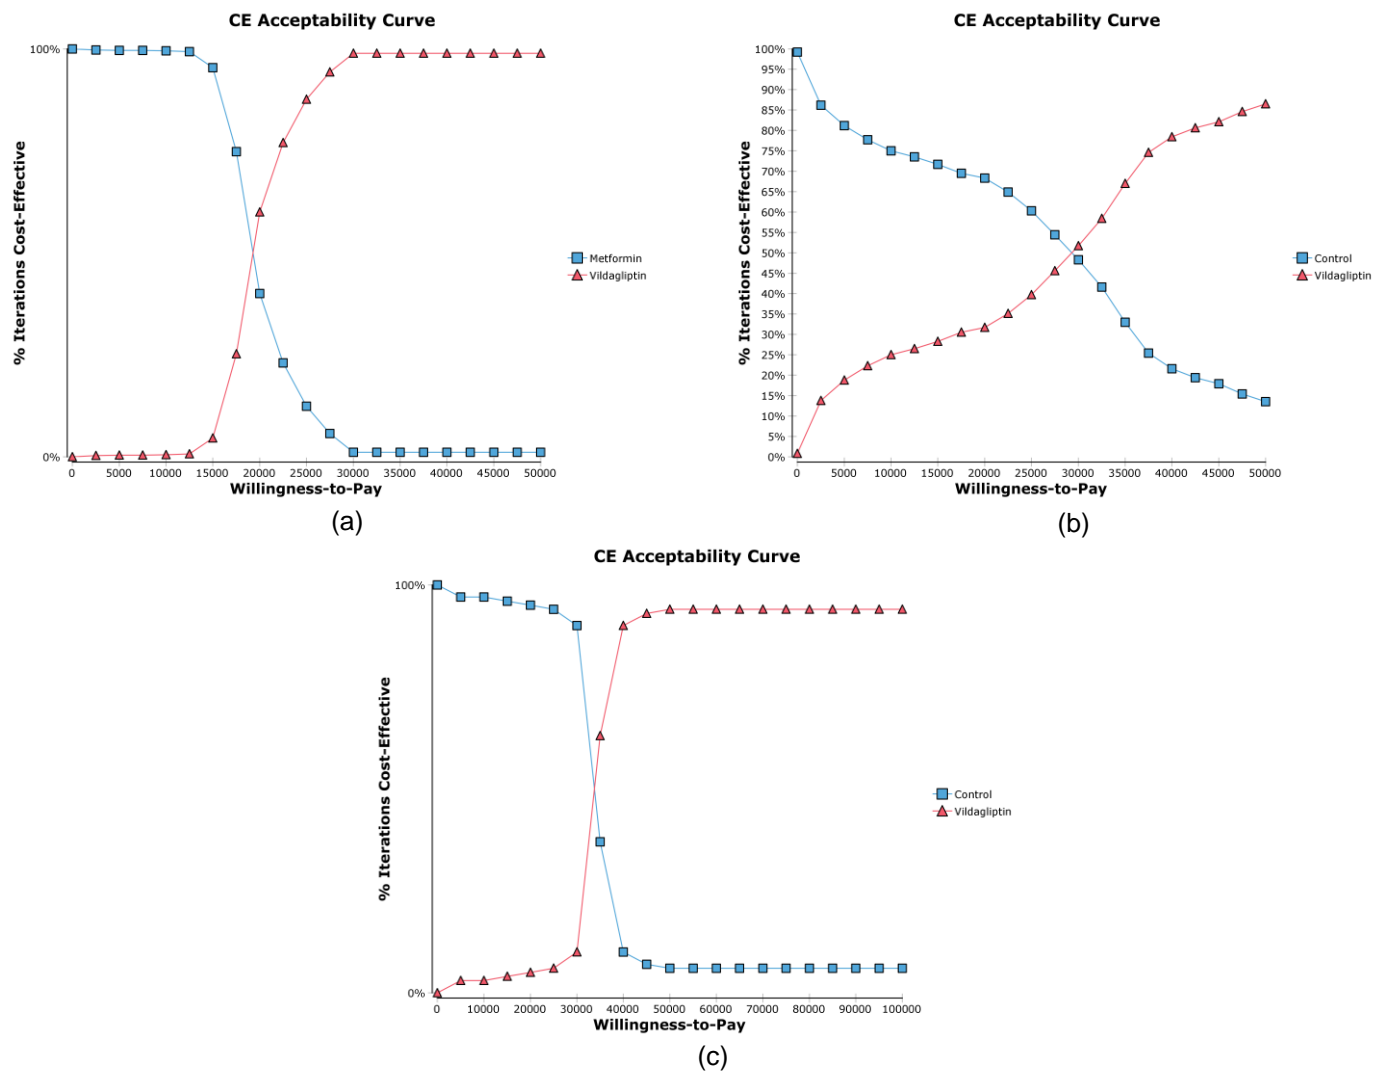 CE Acceptability Curve
100%
0%
% Iterations Cost-Effective
0 5000 10000 15000 20000 25000 30000 35000 40000 45000 50000
Willingness-to-Pay
Metformin
Vildagliptin
(a)
CE Acceptability Curve
100%
95%
90%
85%
80%
75%
70%
65%
60%
55%
50%
45%
40%
35%
30%
25%
20%
15%
10%
5%
0%
% Iterations Cost-Effective
0 5000 10000 15000 20000 25000 30000 35000 40000 45000 50000
Willingness-to-Pay
Control
Vildagliptin
(b)
CE Acceptability Curve
100%
0%
% Iterations Cost-Effective
0 10000 20000 30000 40000 50000 60000 70000 80000 90000 100000
Willingness-to-Pay
Control
Vildagliptin
(c)